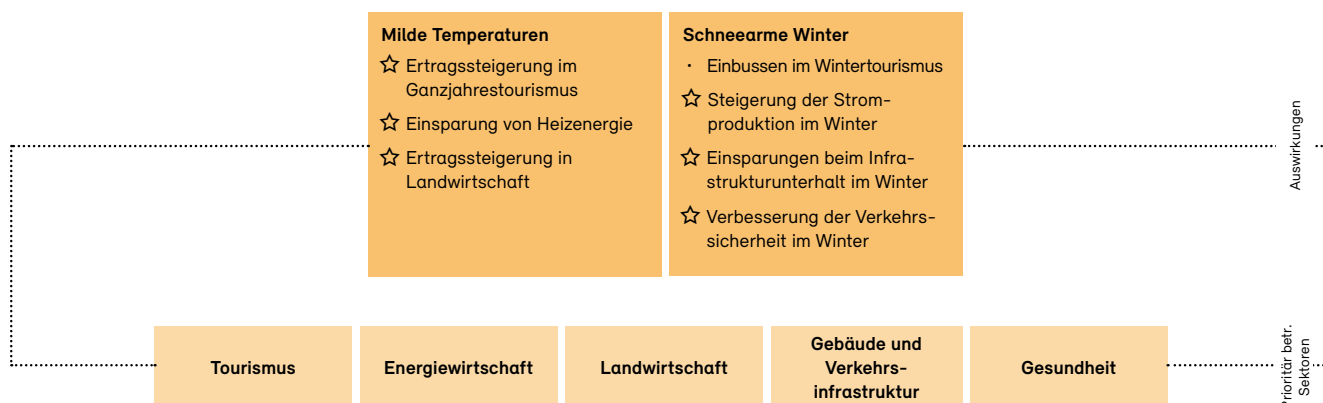 Milde Temperaturen
☆ Ertragssteigerung im
Ganzjahrestourismus
☆ Einsparung von Heizenergie
☆ Ertragssteigerung in
Landwirtschaft
Schneearme Winter
· Einbussen im Wintertourismus
☆ Steigerung der Strom-
produktion im Winter
☆ Einsparungen beim Infra-
strukturunterhalt im Winter
☆ Verbesserung der Verkehrs-
sicherheit im Winter
Auswirkungen
Tourismus
Energiewirtschaft
Landwirtschaft
Gebäude und
Verkehrs-
infrastruktur
Gesundheit
Prioritär betr.
Sektoren